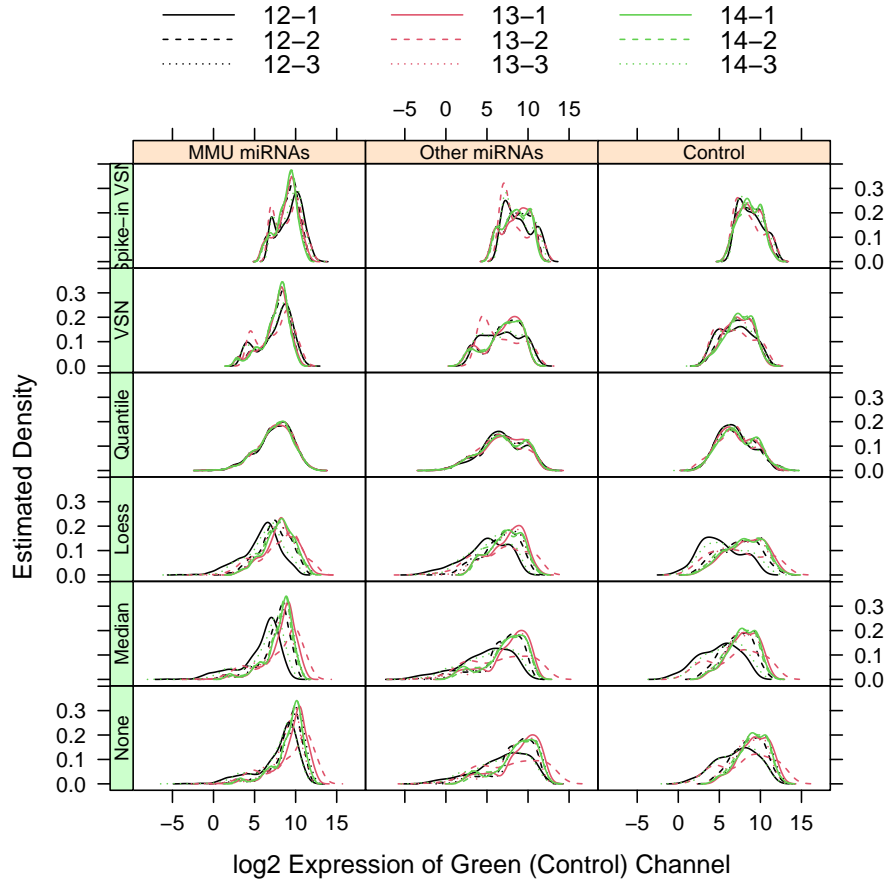 12−1 13−1 14−1
12−2 13−2 14−2
12−3 13−3 14−3
−5 0 5 10 15
MMU miRNAs Other miRNAs Control
Spike−in VSN
0.3
0.2
0.1
0.0
VSN
0.3
0.2
0.1
0.0
Quantile
0.3
0.2
0.1
0.0
Loess
0.3
0.2
0.1
0.0
Median
0.3
0.2
0.1
0.0
None
0.3
0.2
0.1
0.0
Estimated Density
−5 0 5 10 15 −5 0 5 10 15
log2 Expression of Green (Control) Channel